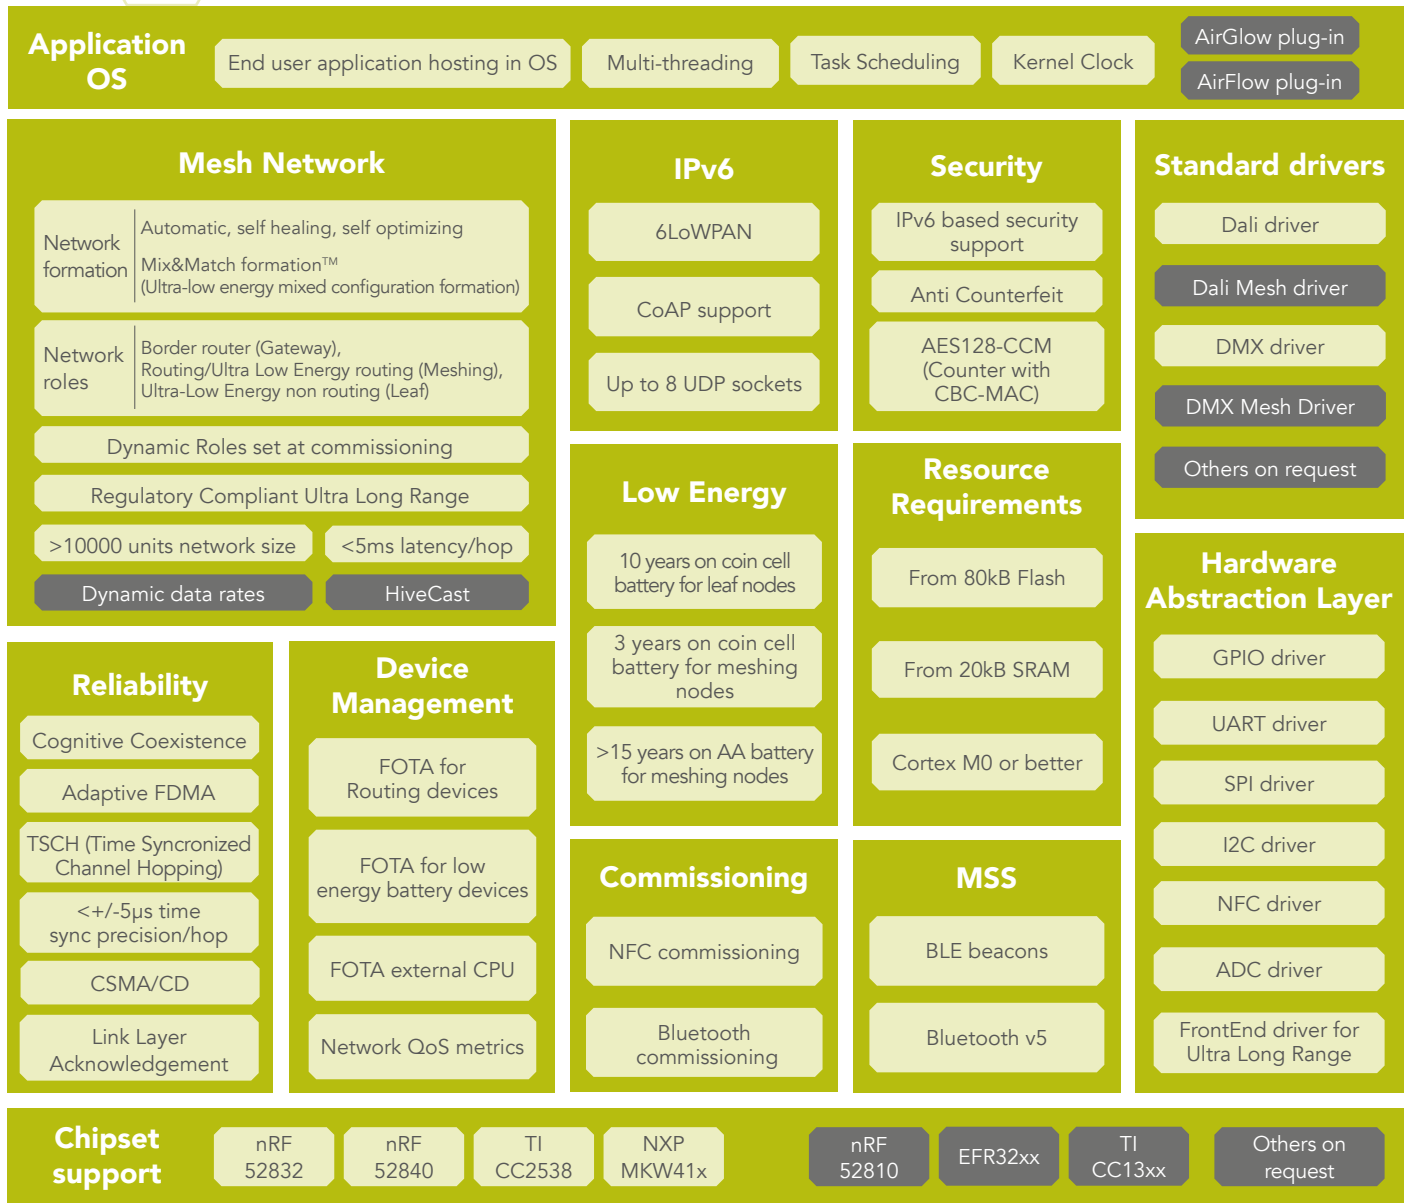 Application
OS
End user application hosting in OS
Multi-threading
Task Scheduling
Kernel Clock
AirGlow plug-in
AirFlow plug-in
Mesh Network
Network
formation
Automatic, self healing, self optimizing
Mix&Match formation™
(Ultra-low energy mixed configuration formation)
Network
roles
Border router (Gateway),
Routing/Ultra Low Energy routing (Meshing),
Ultra-Low Energy non routing (Leaf)
Dynamic Roles set at commissioning
Regulatory Compliant Ultra Long Range
>10000 units network size
<5ms latency/hop
Dynamic data rates
HiveCast
IPv6
6LoWPAN
CoAP support
Up to 8 UDP sockets
Security
IPv6 based security
support
Anti Counterfeit
AES128-CCM
(Counter with
CBC-MAC)
Standard drivers
Dali driver
Dali Mesh driver
DMX driver
DMX Mesh Driver
Others on request
Low Energy
10 years on coin cell
battery for leaf nodes
3 years on coin cell
battery for meshing
nodes
>15 years on AA battery
for meshing nodes
Resource
Requirements
From 80kB Flash
From 20kB SRAM
Cortex M0 or better
Hardware
Abstraction Layer
GPIO driver
UART driver
SPI driver
I2C driver
NFC driver
ADC driver
FrontEnd driver for
Ultra Long Range
Reliability
Cognitive Coexistence
Adaptive FDMA
TSCH (Time Syncronized
Channel Hopping)
<+/-5µs time
sync precision/hop
CSMA/CD
Link Layer
Acknowledgement
Device
Management
FOTA for
Routing devices
FOTA for low
energy battery devices
FOTA external CPU
Network QoS metrics
Commissioning
NFC commissioning
Bluetooth
commissioning
MSS
BLE beacons
Bluetooth v5
Chipset
support
nRF
52832
nRF
52840
TI
CC2538
NXP
MKW41x
nRF
52810
EFR32xx
TI
CC13xx
Others on
request